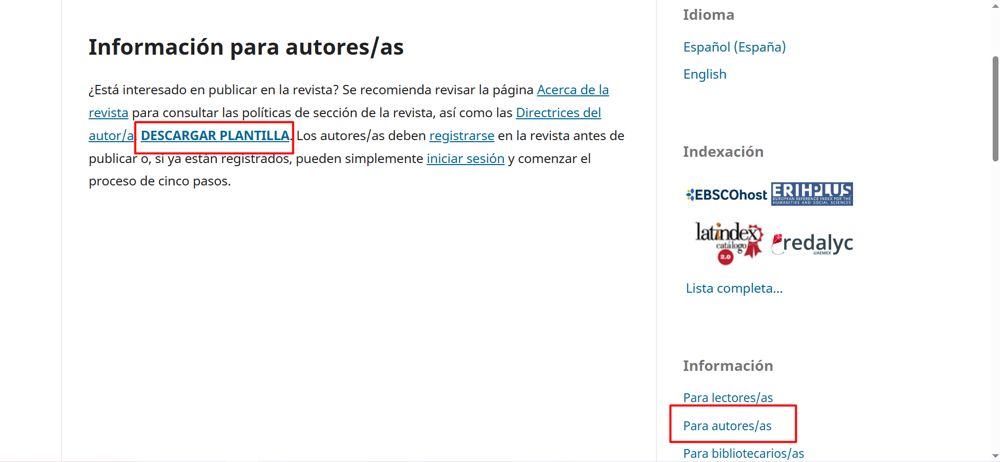 Información para autores/as
¿Está interesado en publicar en la revista? Se recomienda revisar la página Acerca de la
revista para consultar las políticas de sección de la revista, así como las Directrices del
autor/a. DESCARGAR PLANTILLA. Los autores/as deben registrarse en la revista antes de
publicar o, si ya están registrados, pueden simplemente iniciar sesión y comenzar el
proceso de cinco pasos.
Idioma
Español (España)
English
Indexación
EBSCOhost
ERIHPLUS
EUROPEAN REFERENCE INDEX FOR THE
HUMANITIES AND SOCIAL SCIENCES
latindex
catálogo
2.0
redalyc
UAEMEX
Lista completa...
Información
Para lectores/as
Para autores/as
Para bibliotecarios/as